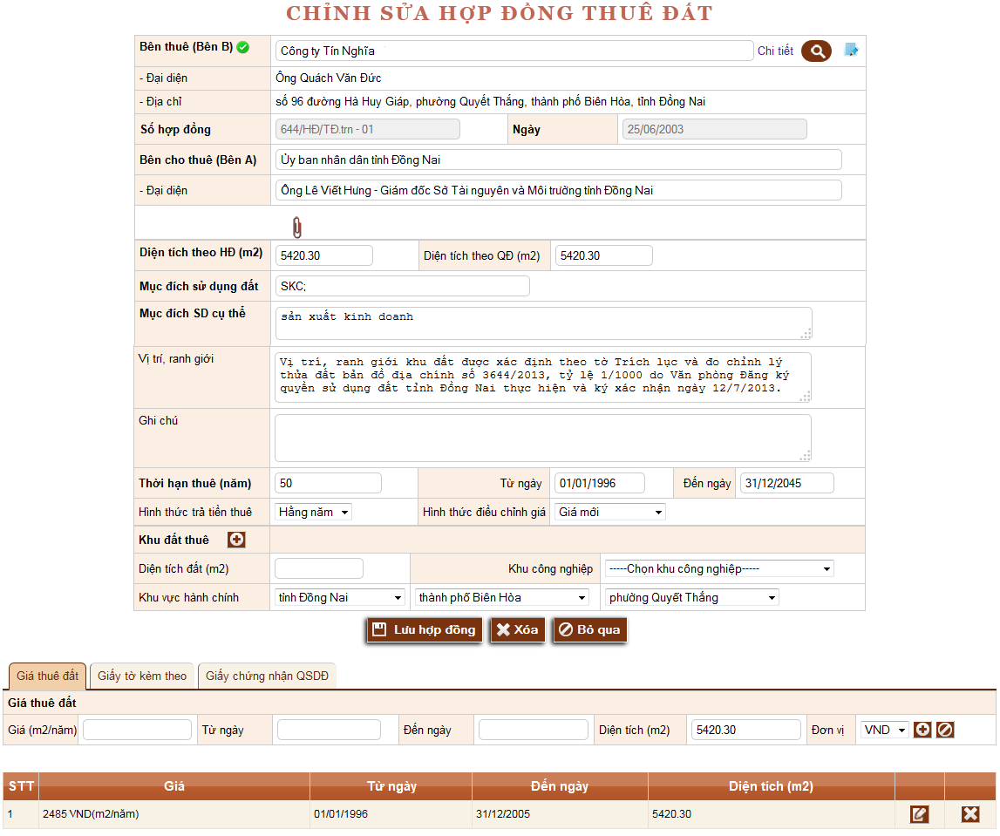 CHỈNH SỬA HỢP ĐỒNG THUÊ ĐẤT
Bên thuê (Bên B) Công ty Tín Nghĩa Chi tiết
- Đại diện Ông Quách Văn Đức
- Địa chỉ số 96 đường Hà Huy Giáp, phường Quyết Thắng, thành phố Biên Hòa, tỉnh Đồng Nai
Số hợp đồng 644/HĐ/TĐ.trn - 01 Ngày 25/06/2003
Bên cho thuê (Bên A) Ủy ban nhân dân tỉnh Đồng Nai
- Đại diện Ông Lê Viết Hưng - Giám đốc Sở Tài nguyên và Môi trường tỉnh Đồng Nai
Diện tích theo HĐ (m2) 5420.30 Diện tích theo QĐ (m2) 5420.30
Mục đích sử dụng đất SKC;
Mục đích SD cụ thể sản xuất kinh doanh
Vị trí, ranh giới Vị trí, ranh giới khu đất được xác định theo tờ Trích lục và đo chỉnh lý
thửa đất bản đồ địa chính số 3644/2013, tỷ lệ 1/1000 do Văn phòng Đăng ký
quyền sử dụng đất tỉnh Đồng Nai thực hiện và ký xác nhận ngày 12/7/2013.
Ghi chú
Thời hạn thuê (năm) 50 Từ ngày 01/01/1996 Đến ngày 31/12/2045
Hình thức trả tiền thuê Hằng năm Hình thức điều chỉnh giá Giá mới
Khu đất thuê
Diện tích đất (m2) Khu công nghiệp -----Chọn khu công nghiệp-----
Khu vực hành chính tỉnh Đồng Nai thành phố Biên Hòa phường Quyết Thắng
Lưu hợp đồng Xóa Bỏ qua
Giá thuê đất Giấy tờ kèm theo Giấy chứng nhận QSDĐ
Giá thuê đất
Giá (m2/năm) Từ ngày Đến ngày Diện tích (m2) 5420.30 Đơn vị VND
STT Giá Từ ngày Đến ngày Diện tích (m2)
1 2485 VND(m2/năm) 01/01/1996 31/12/2005 5420.30